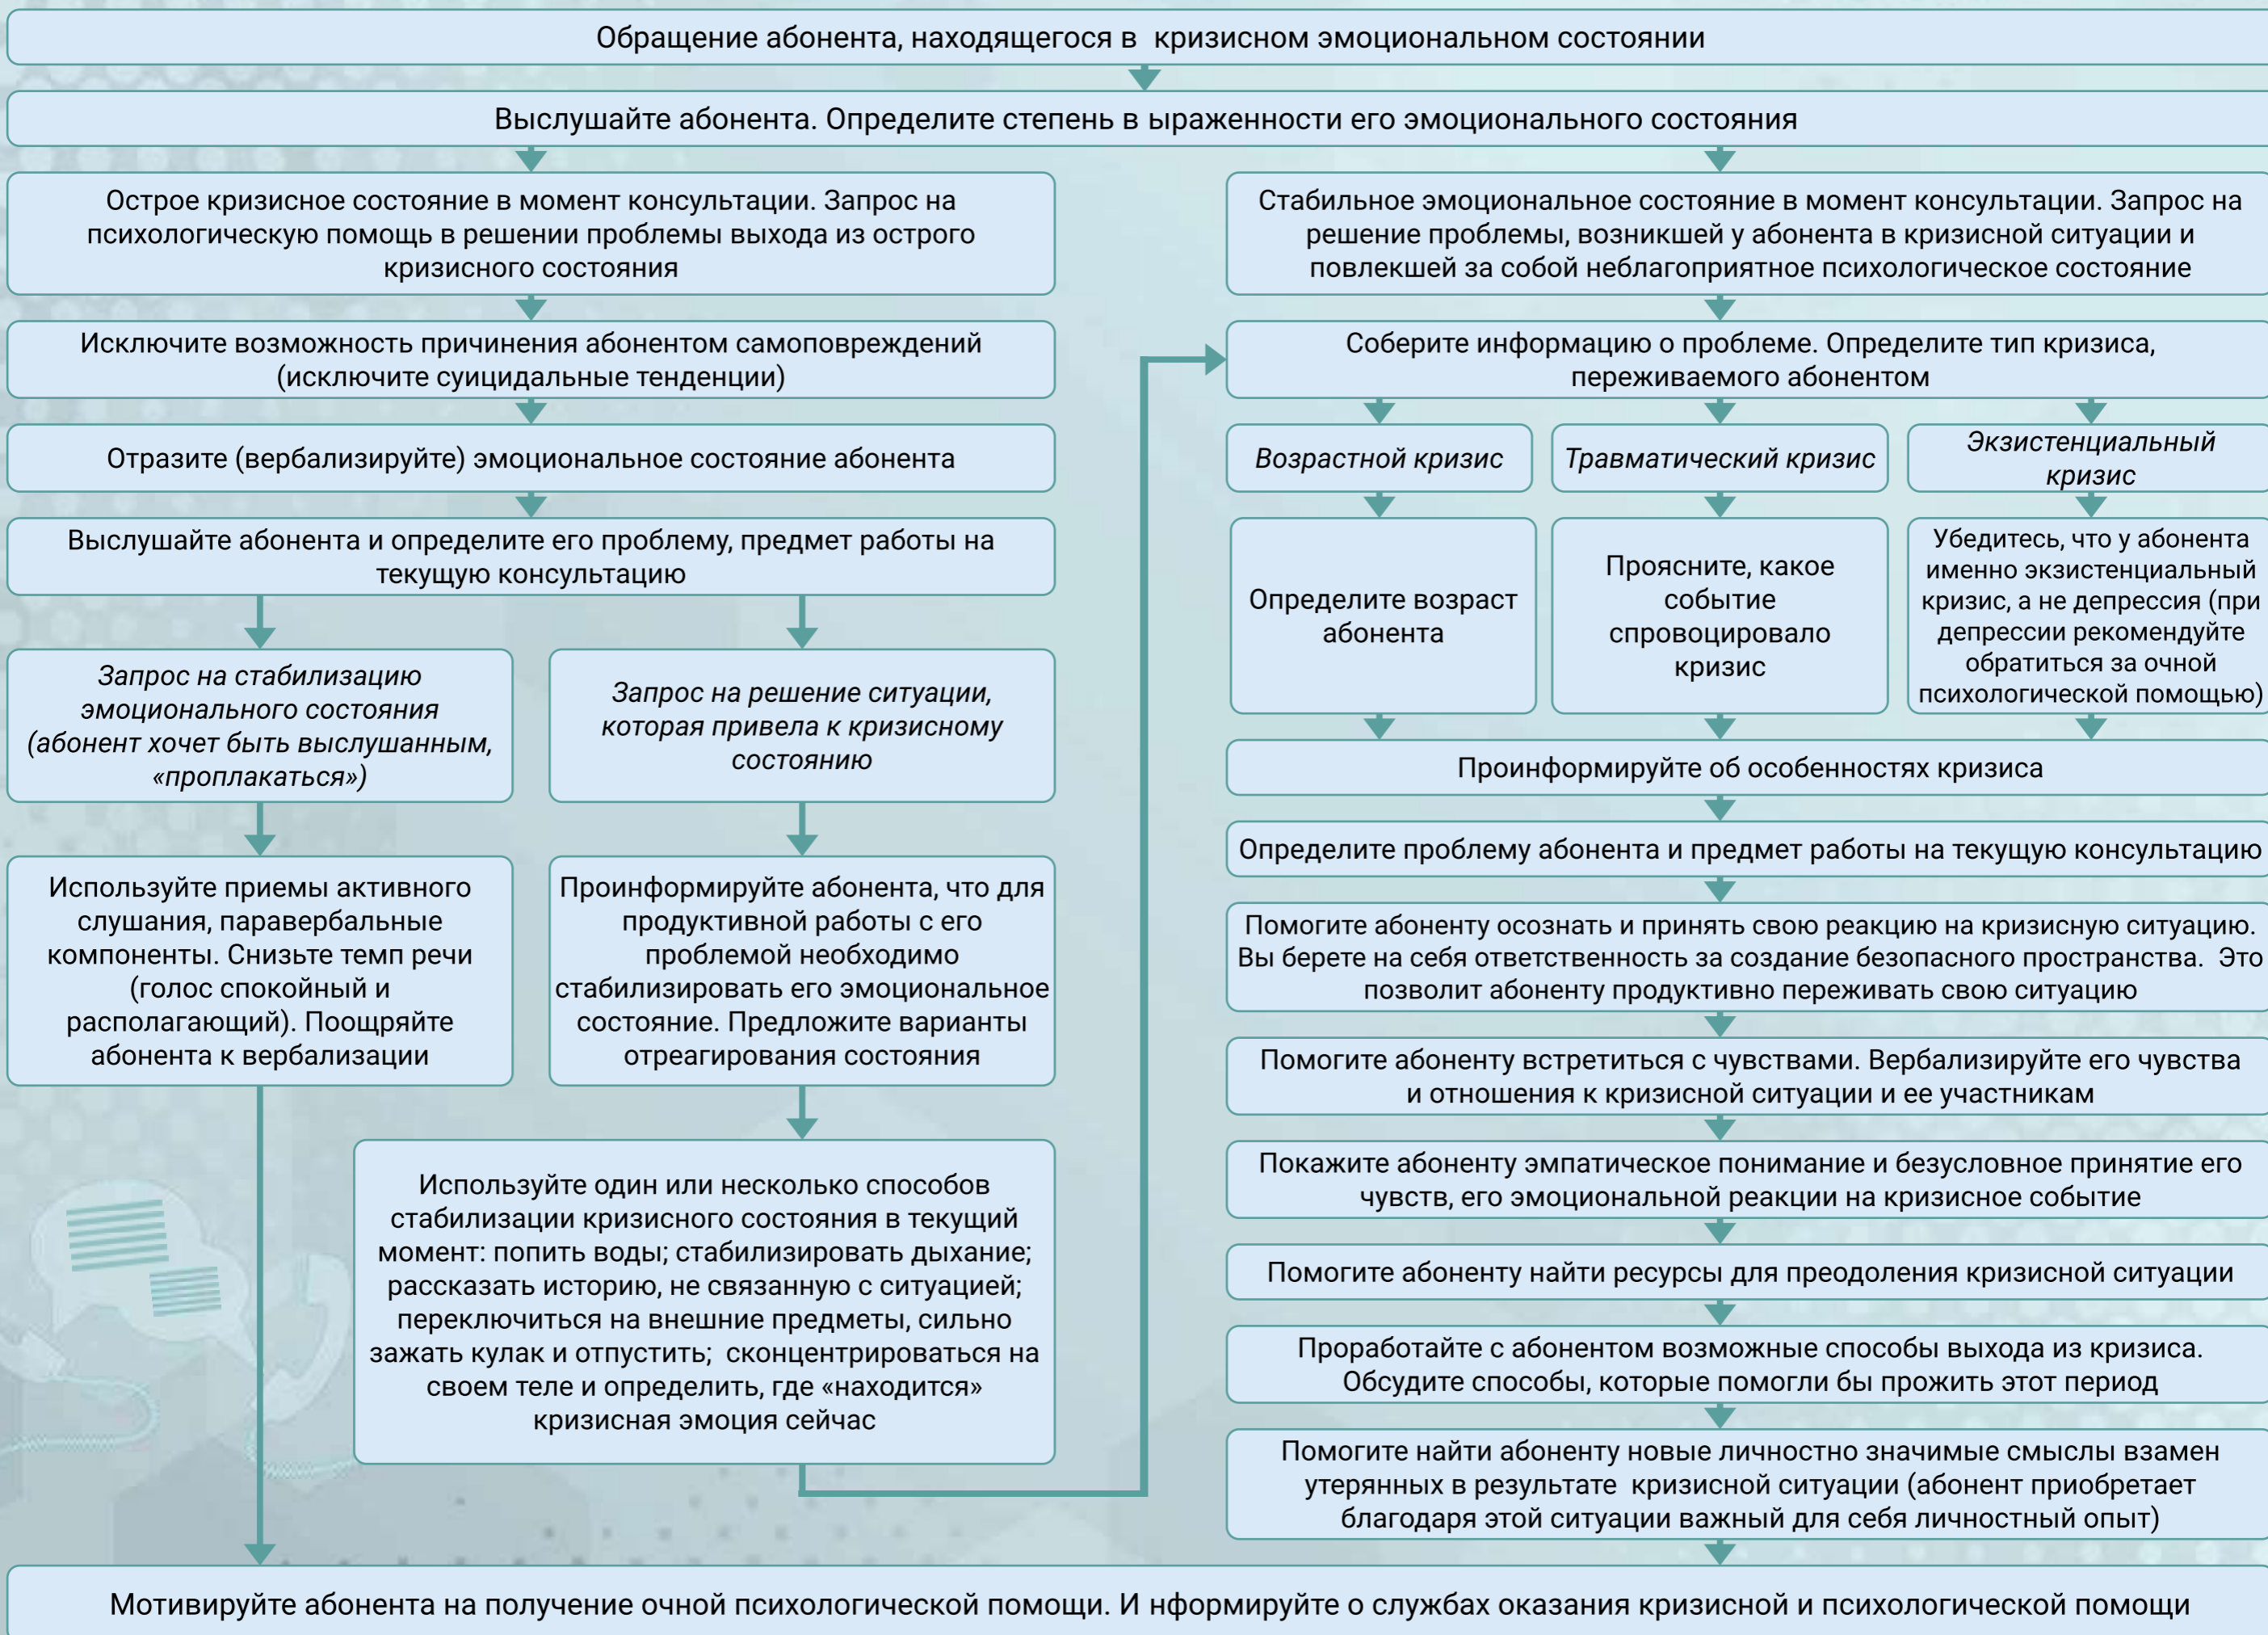 Обращение абонента, находящегося в  кризисном эмоциональном состоянии
Выслушайте абонента. Определите степень в ыраженности его эмоционального состояния
Острое кризисное состояние в момент консультации. Запрос на
психологическую помощь в решении проблемы выхода из острого
кризисного состояния
Исключите возможность причинения абонентом самоповреждений
(исключите суицидальные тенденции)
Отразите (вербализируйте) эмоциональное состояние абонента
Выслушайте абонента и определите его проблему, предмет работы на
текущую консультацию
Запрос на стабилизацию
эмоционального состояния
(абонент хочет быть выслушанным,
«проплакаться»)
Запрос на решение ситуации,
которая привела к кризисному
состоянию
Используйте приемы активного
слушания, паравербальные
компоненты. Снизьте темп речи
(голос спокойный и
располагающий). Поощряйте
абонента к вербализации
Проинформируйте абонента, что для
продуктивной работы с его
проблемой необходимо
стабилизировать его эмоциональное
состояние. Предложите варианты
отреагирования состояния
Используйте один или несколько способов
стабилизации кризисного состояния в текущий
момент: попить воды; стабилизировать дыхание;
рассказать историю, не связанную с ситуацией;
переключиться на внешние предметы, сильно
зажать кулак и отпустить;  сконцентрироваться на
своем теле и определить, где «находится»
кризисная эмоция сейчас
Стабильное эмоциональное состояние в момент консультации. Запрос на
решение проблемы, возникшей у абонента в кризисной ситуации и
повлекшей за собой неблагоприятное психологическое состояние
Соберите информацию о проблеме. Определите тип кризиса,
переживаемого абонентом
Возрастной кризис
Травматический кризис
Экзистенциальный
кризис
Определите возраст
абонента
Проясните, какое
событие
спровоцировало
кризис
Убедитесь, что у абонента
именно экзистенциальный
кризис, а не депрессия (при
депрессии рекомендуйте
обратиться за очной
психологической помощью)
Проинформируйте об особенностях кризиса
Определите проблему абонента и предмет работы на текущую консультацию
Помогите абоненту осознать и принять свою реакцию на кризисную ситуацию.
Вы берете на себя ответственность за создание безопасного пространства.  Это
позволит абоненту продуктивно переживать свою ситуацию
Помогите абоненту встретиться с чувствами. Вербализируйте его чувства
и отношения к кризисной ситуации и ее участникам
Покажите абоненту эмпатическое понимание и безусловное принятие его
чувств, его эмоциональной реакции на кризисное событие
Помогите абоненту найти ресурсы для преодоления кризисной ситуации
Проработайте с абонентом возможные способы выхода из кризиса.
Обсудите способы, которые помогли бы прожить этот период
Помогите найти абоненту новые личностно значимые смыслы взамен
утерянных в результате  кризисной ситуации (абонент приобретает
благодаря этой ситуации важный для себя личностный опыт)
Мотивируйте абонента на получение очной психологической помощи. И нформируйте о службах оказания кризисной и психологической помощи